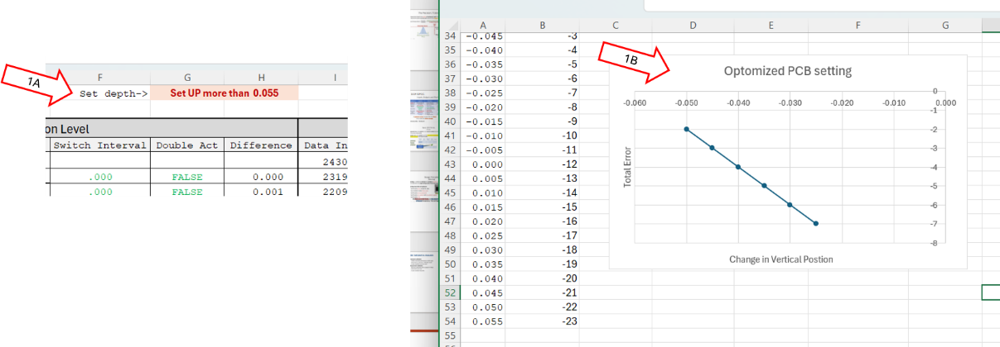 1A
F G H I
Set depth-> Set UP more than 0.055
on Level
Switch Interval Double Act Difference Data In
2430
.000 FALSE 0.000 2319
.000 FALSE 0.001 2209
A B C D E F G
34 -0.045 -3
35 -0.040 -4
36 -0.035 -5
37 -0.030 -6
38 -0.025 -7
39 -0.020 -8
40 -0.015 -9
41 -0.010 -10
42 -0.005 -11
43 0.000 -12
44 0.005 -13
45 0.010 -14
46 0.015 -15
47 0.020 -16
48 0.025 -17
49 0.030 -18
50 0.035 -19
51 0.040 -20
52 0.045 -21
53 0.050 -22
54 0.055 -23
55
1B
Optomized PCB setting
0
-0.060 -0.050 -0.040 -0.030 -0.020 -0.010 0.000
-1
-2
-3
-4
-5
-6
-7
-8
Total Error
Change in Vertical Postion